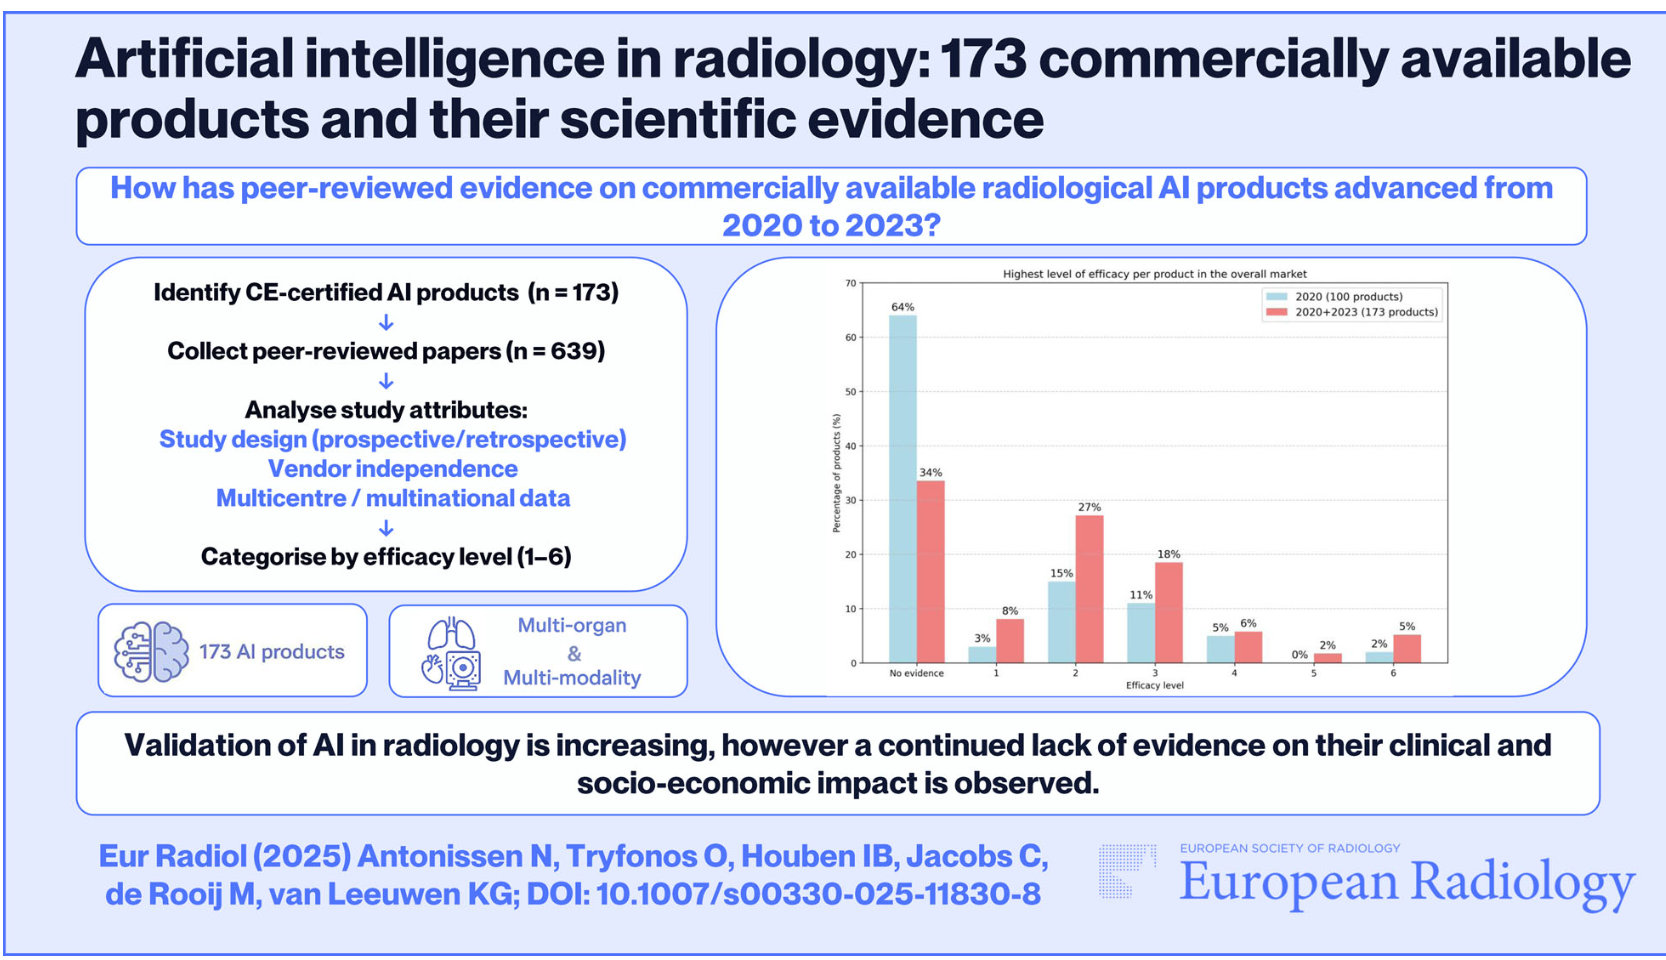 Artificial intelligence in radiology: 173 commercially available
products and their scientific evidence
How has peer-reviewed evidence on commercially available radiological AI products advanced from
2020 to 2023?
Identify CE-certified AI products (n = 173)
↓
Collect peer-reviewed papers (n = 639)
↓
Analyse study attributes:
Study design (prospective/retrospective)
Vendor independence
Multicentre / multinational data
↓
Categorise by efficacy level (1–6)
173 AI products
Multi-organ
&
Multi-modality
Highest level of efficacy per product in the overall market
2020 (100 products)
2020+2023 (173 products)
Percentage of products (%)
70
60
50
40
30
20
10
0
64%
34%
3%
8%
15%
27%
11%
18%
5%
6%
0%
2%
2%
5%
No evidence
1
2
3
4
5
6
Efficacy level
Validation of AI in radiology is increasing, however a continued lack of evidence on their clinical and
socio-economic impact is observed.
Eur Radiol (2025) Antonissen N, Tryfonos O, Houben IB, Jacobs C,
de Rooij M, van Leeuwen KG; DOI: 10.1007/s00330-025-11830-8
EUROPEAN SOCIETY OF RADIOLOGY
European Radiology